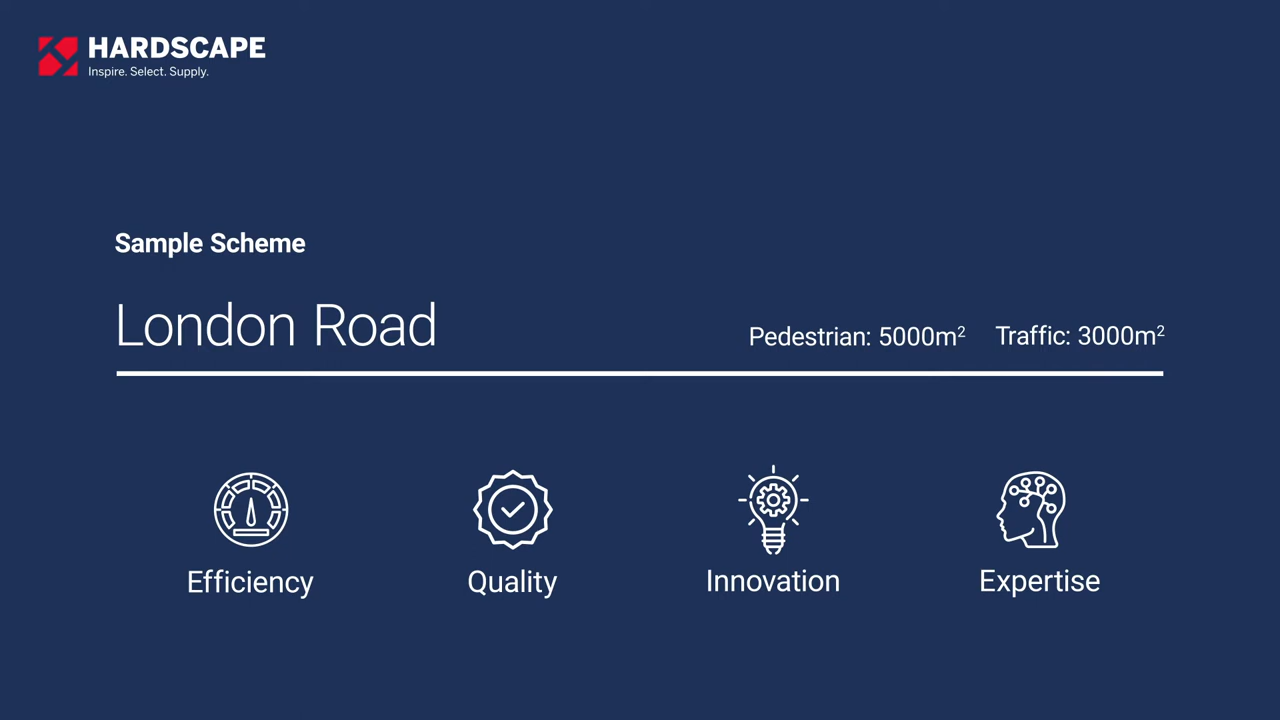 HARDSCAPE
Inspire. Select. Supply.
Sample Scheme
London Road
Pedestrian: 5000m² Traffic: 3000m²
Efficiency Quality Innovation Expertise